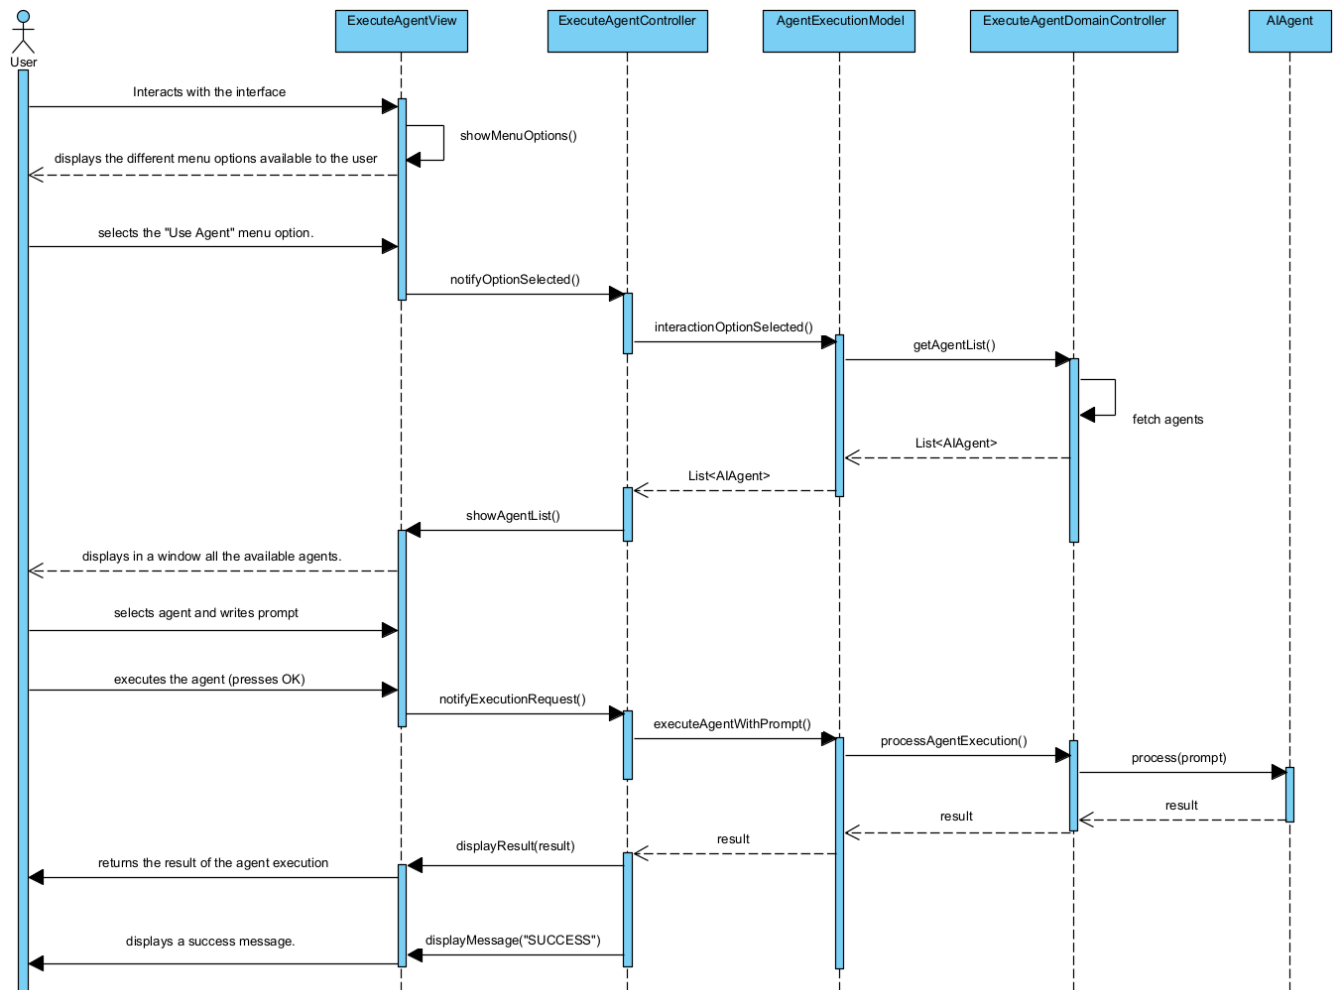 ExecuteAgentView
ExecuteAgentController
AgentExecutionModel
ExecuteAgentDomainController
AIAgent
User
Interacts with the interface
showMenuOptions()
displays the different menu options available to the user
selects the "Use Agent" menu option.
notifyOptionSelected()
interactionOptionSelected()
getAgentList()
fetch agents
List<AIAgent>
List<AIAgent>
showAgentList()
displays in a window all the available agents.
selects agent and writes prompt
executes the agent (presses OK)
notifyExecutionRequest()
executeAgentWithPrompt()
processAgentExecution()
process(prompt)
result
result
result
displayResult(result)
returns the result of the agent execution
displayMessage("SUCCESS")
displays a success message.